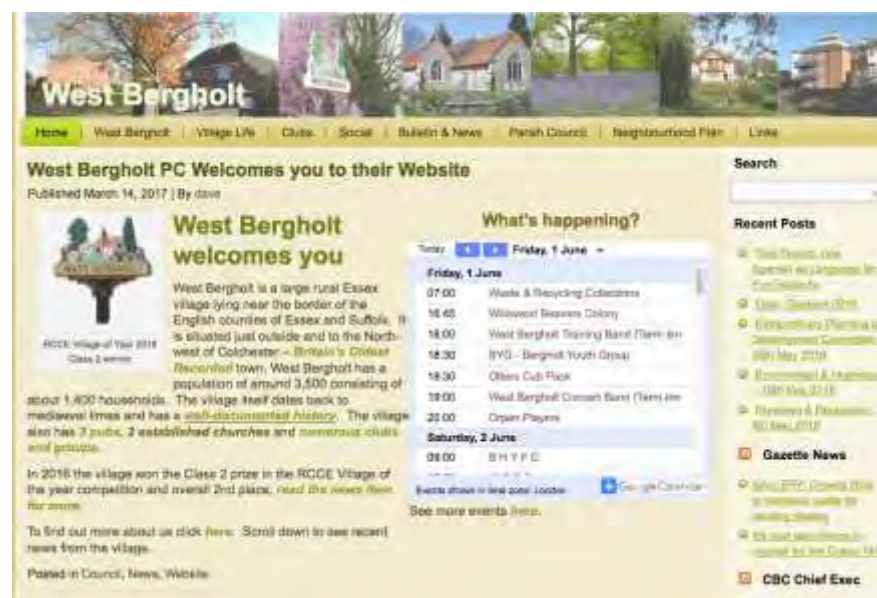 West Bergholt
Home | West Bergholt | Village Life | Clubs | Social | Bulletin & News | Parish Council | Neighbourhood Plan | Links
West Bergholt PC Welcomes you to their Website
Published March 14, 2017 | By dave
RCCE Village of Year 2016
Class 2 winner
West Bergholt
welcomes you
West Bergholt is a large rural Essex
village lying near the border of the
English counties of Essex and Suffolk. It
is situated just outside and to the North-
west of Colchester – Britain's Oldest
Recorded town. West Bergholt has a
population of around 3,500 consisting of
about 1,400 households. The village itself dates back to
mediaeval times and has a well-documented history. The village
also has 3 pubs, 2 established churches and numerous clubs
and groups.
In 2016 the village won the Class 2 prize in the RCCE Village of
the year competition and overall 2nd place, read the news item
for more.
To find out more about us click here. Scroll down to see recent
news from the village.
Posted in Council, News, Website
What's happening?
Today Friday, 1 June
Friday, 1 June
07:00 Waste & Recycling Collections
16:45 Wildwood Beavers Colony
18:00 West Bergholt Training Band (Term-tim
18:30 BYG - Bergholt Youth Group
18:30 Otters Cub Pack
19:00 West Bergholt Concert Band (Term-tim
20:00 Orpen Players
Saturday, 2 June
09:00 B H Y F C
Events shown in time zone: London
Google Calendar
See more events here.
Search
Recent Posts
Gazette News
CBC Chief Exec